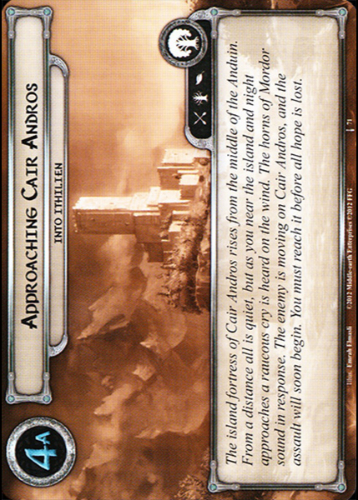 4A
APPROACHING CAIR ANDROS
INTO ITHILIEN
The island fortress of Cair Andros rises from the middle of the Anduin.
From a distance all is quiet, but as you near the island and night
approaches a raucous cry is heard on the wind. The horns of Mordor
sound in response. The enemy is moving on Cair Andros, and the
assault will soon begin. You must reach it before all hope is lost.
Illus. Emrah Elmasli
©2012 Middle-earth Enterprises ©2012 FFG
71